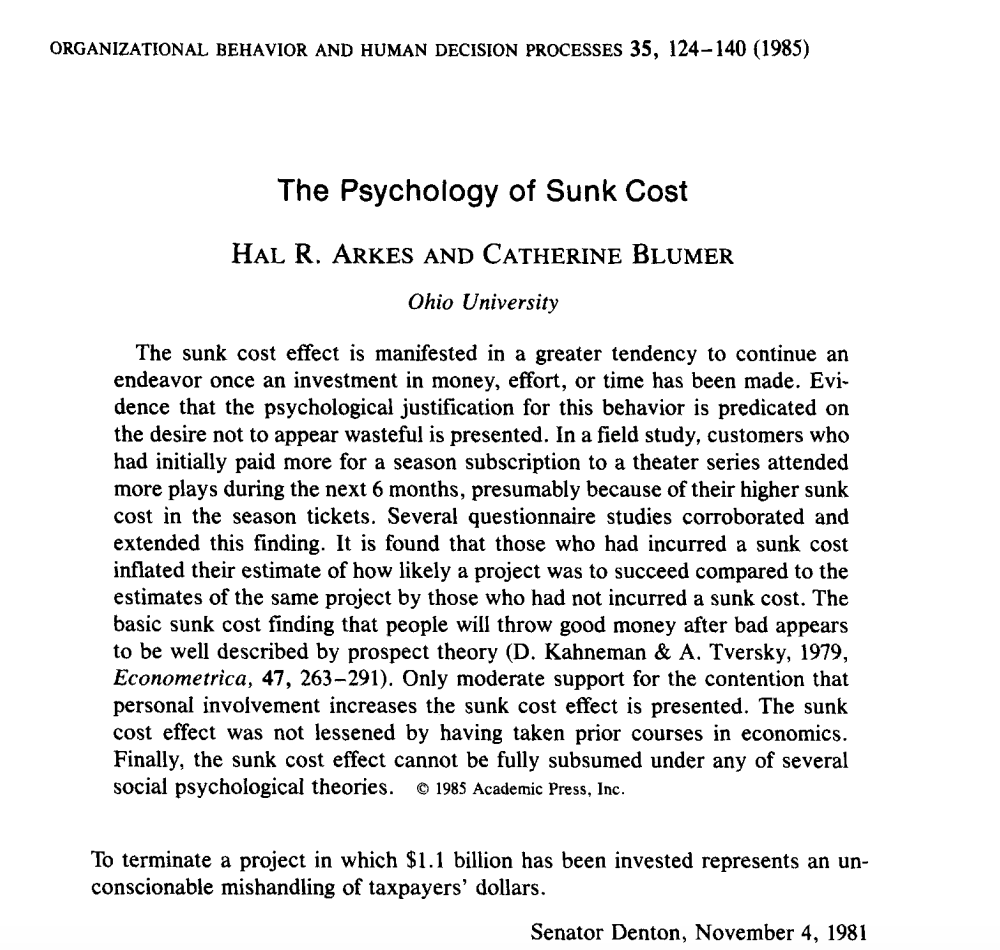 ORGANIZATIONAL BEHAVIOR AND HUMAN DECISION PROCESSES 35, 124–140 (1985)
The Psychology of Sunk Cost
HAL R. ARKES AND CATHERINE BLUMER
Ohio University
The sunk cost effect is manifested in a greater tendency to continue an
endeavor once an investment in money, effort, or time has been made. Evi-
dence that the psychological justification for this behavior is predicated on
the desire not to appear wasteful is presented. In a field study, customers who
had initially paid more for a season subscription to a theater series attended
more plays during the next 6 months, presumably because of their higher sunk
cost in the season tickets. Several questionnaire studies corroborated and
extended this finding. It is found that those who had incurred a sunk cost
inflated their estimate of how likely a project was to succeed compared to the
estimates of the same project by those who had not incurred a sunk cost. The
basic sunk cost finding that people will throw good money after bad appears
to be well described by prospect theory (D. Kahneman & A. Tversky, 1979,
Econometrica, 47, 263–291). Only moderate support for the contention that
personal involvement increases the sunk cost effect is presented. The sunk
cost effect was not lessened by having taken prior courses in economics.
Finally, the sunk cost effect cannot be fully subsumed under any of several
social psychological theories. © 1985 Academic Press, Inc.
To terminate a project in which $1.1 billion has been invested represents an un-
conscionable mishandling of taxpayers' dollars.
Senator Denton, November 4, 1981